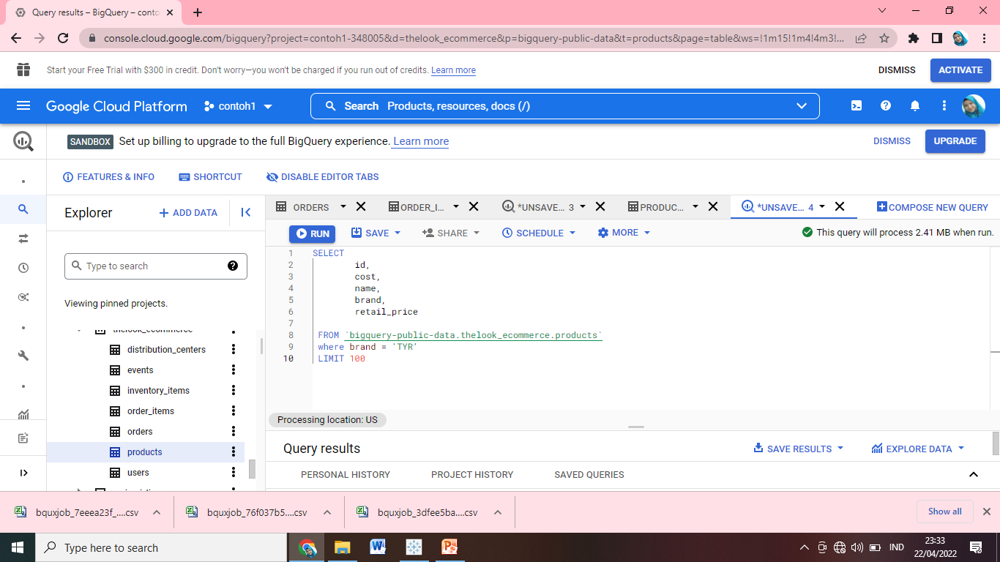 Query results – BigQuery – conto
console.cloud.google.com/bigquery?project=contoh1-348005&d=thelook_ecommerce&p=bigquery-public-data&t=products&page=table&ws=!1m15!1m4!4m3!...
Start your Free Trial with $300 in credit. Don't worry—you won't be charged if you run out of credits. Learn more
DISMISS
ACTIVATE
Google Cloud Platform
contoh1
Search Products, resources, docs (/)
SANDBOX Set up billing to upgrade to the full BigQuery experience. Learn more
DISMISS
UPGRADE
FEATURES & INFO
SHORTCUT
DISABLE EDITOR TABS
Explorer
+ ADD DATA
ORDERS
ORDER_I...
*UNSAVE... 3
PRODUC...
*UNSAVE... 4
COMPOSE NEW QUERY
RUN
SAVE
SHARE
SCHEDULE
MORE
This query will process 2.41 MB when run.
Type to search
Viewing pinned projects.
thelook_ecommerce
distribution_centers
events
inventory_items
order_items
orders
products
users
1 SELECT
2 id,
3 cost,
4 name,
5 brand,
6 retail_price
7
8 FROM `bigquery-public-data.thelook_ecommerce.products`
9 where brand = 'TYR'
10 LIMIT 100
Processing location: US
Query results
SAVE RESULTS
EXPLORE DATA
PERSONAL HISTORY
PROJECT HISTORY
SAVED QUERIES
bquxjob_7eeea23f_....csv
bquxjob_76f037b5....csv
bquxjob_3dfee5ba....csv
Show all
Type here to search
IND
23:33
22/04/2022